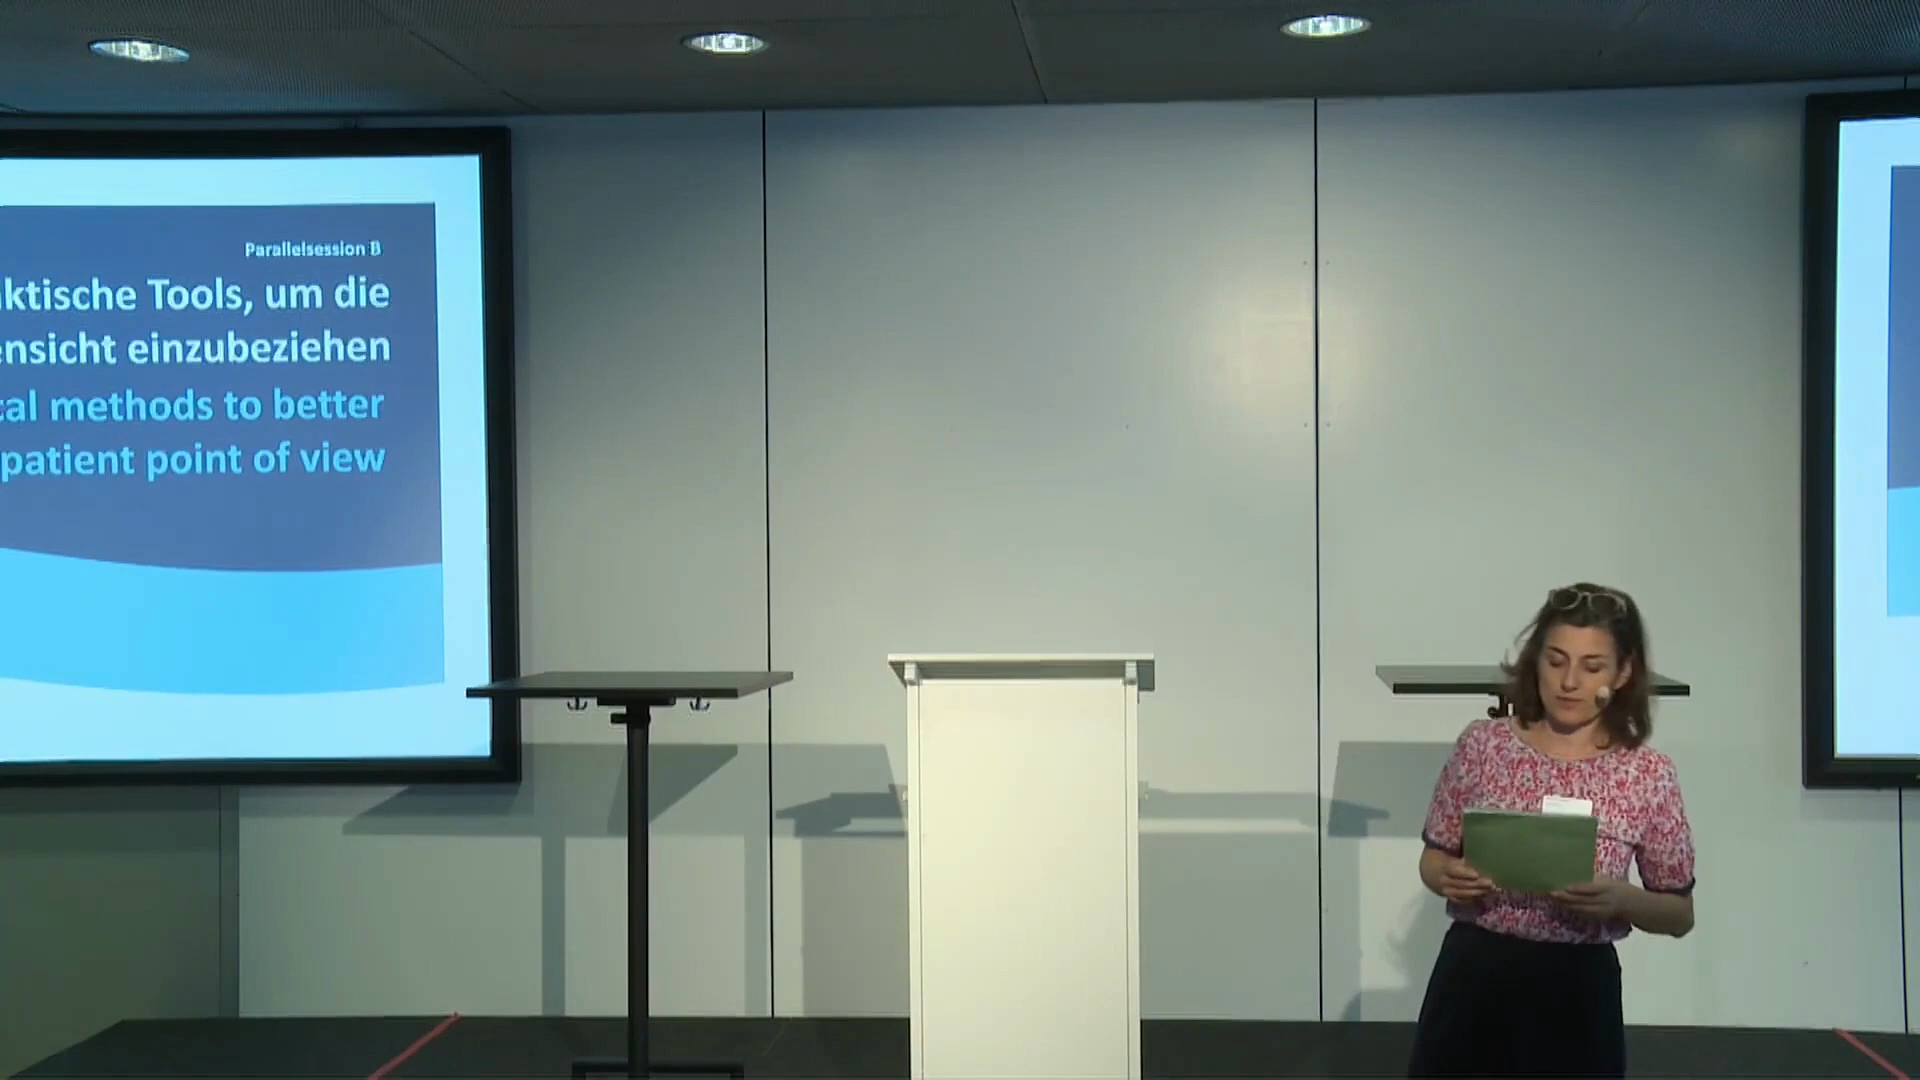 Parallelsession B
ktische Tools, um die
ensicht einzubeziehen
cal methods to better
patient point of view